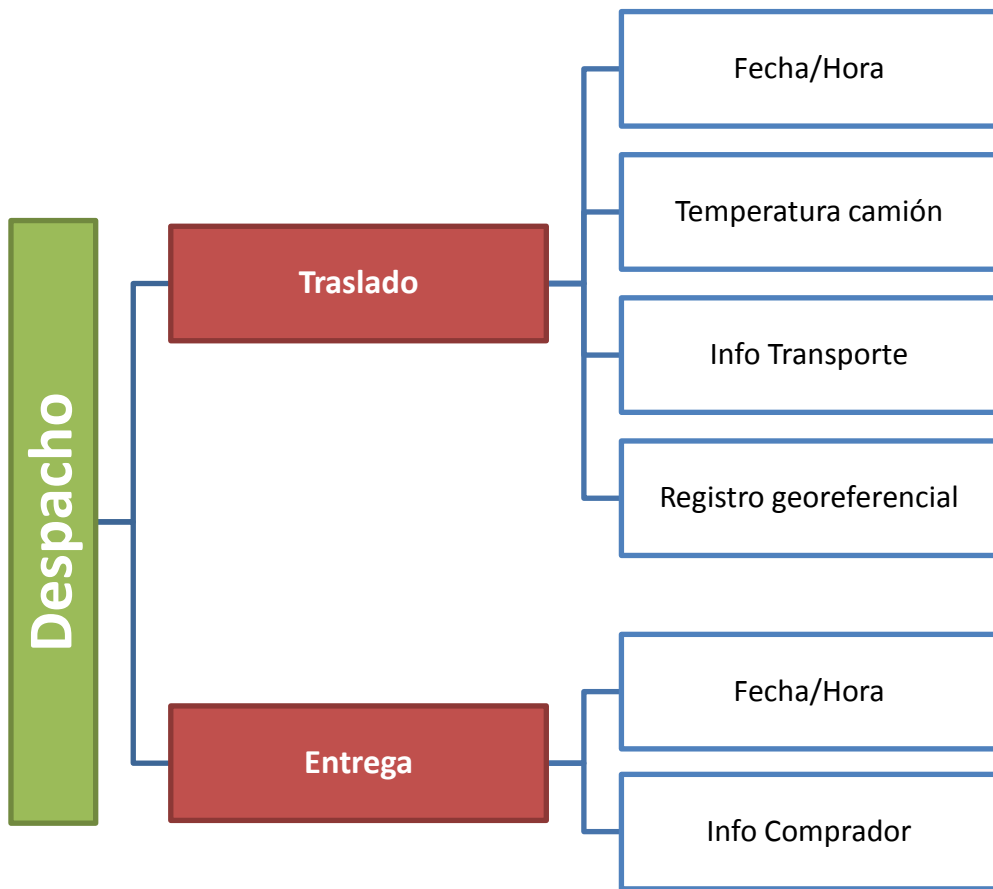 Despacho
Traslado
Fecha/Hora
Temperatura camión
Info Transporte
Registro georeferencial
Entrega
Fecha/Hora
Info Comprador